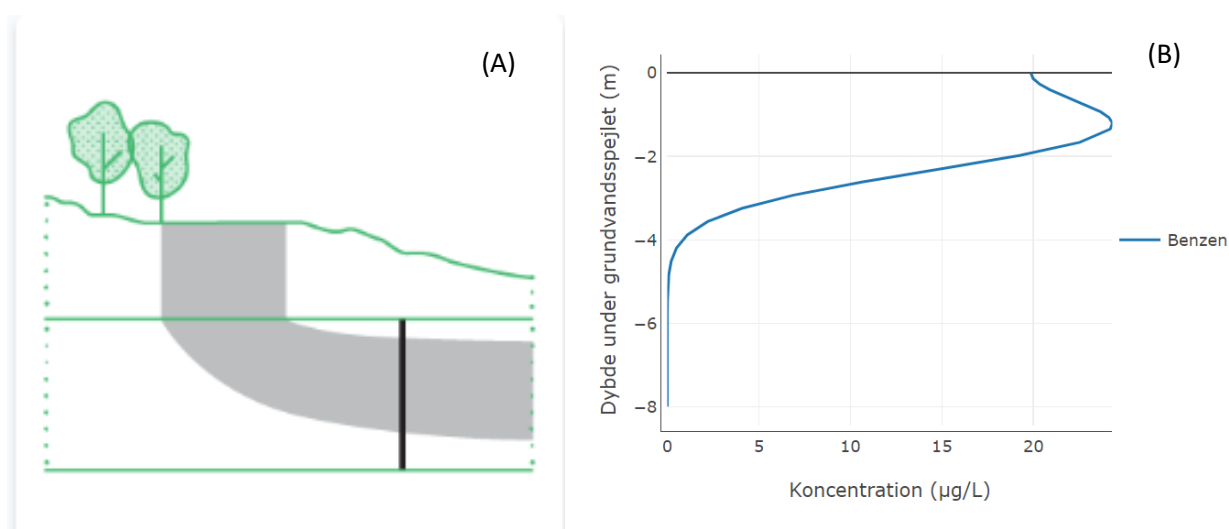 (A)
(B)
Dybde under grundvandsspejlet (m)
0
−2
−4
−6
−8
0
5
10
15
20
Koncentration (µg/L)
Benzen